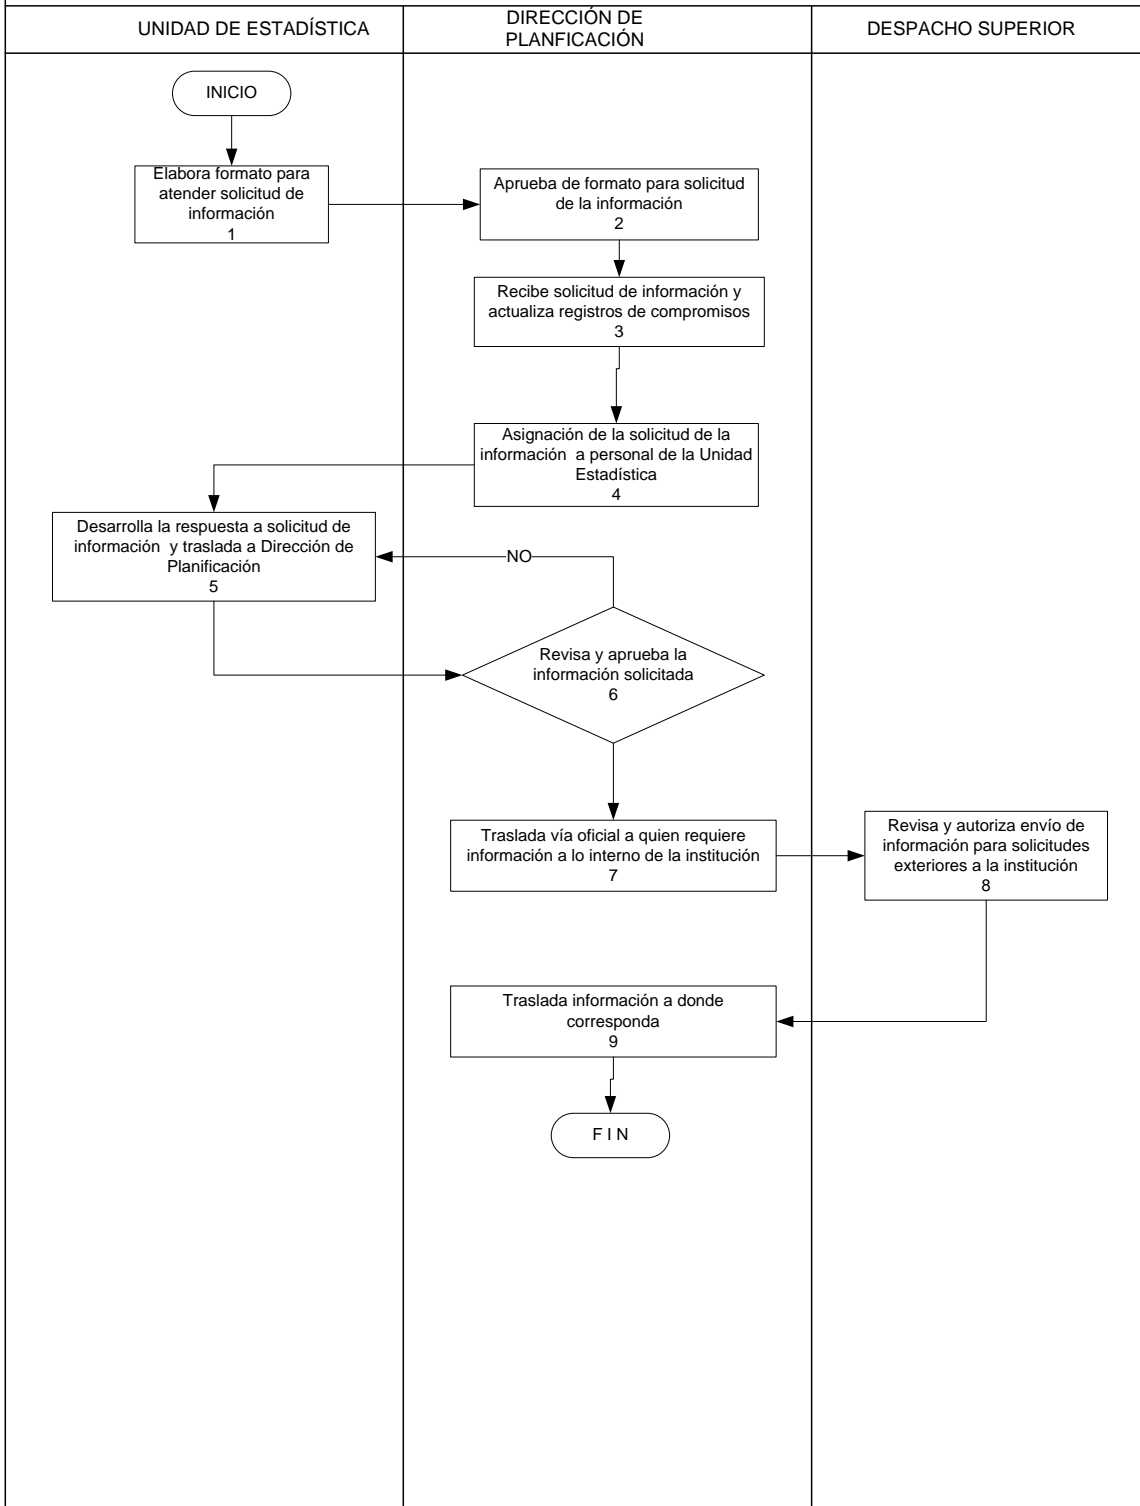 UNIDAD DE ESTADÍSTICA
DIRECCIÓN DE
PLANFICACIÓN
DESPACHO SUPERIOR
INICIO
Elabora formato para
atender solicitud de
información
1
Aprueba de formato para solicitud
de la información
2
Recibe solicitud de información y
actualiza registros de compromisos
3
Asignación de la solicitud de la
información a personal de la Unidad
Estadística
4
Desarrolla la respuesta a solicitud de
información y traslada a Dirección de
Planificación
5
NO
Revisa y aprueba la
información solicitada
6
Traslada vía oficial a quien requiere
información a lo interno de la institución
7
Revisa y autoriza envío de
información para solicitudes
exteriores a la institución
8
Traslada información a donde
corresponda
9
F I N